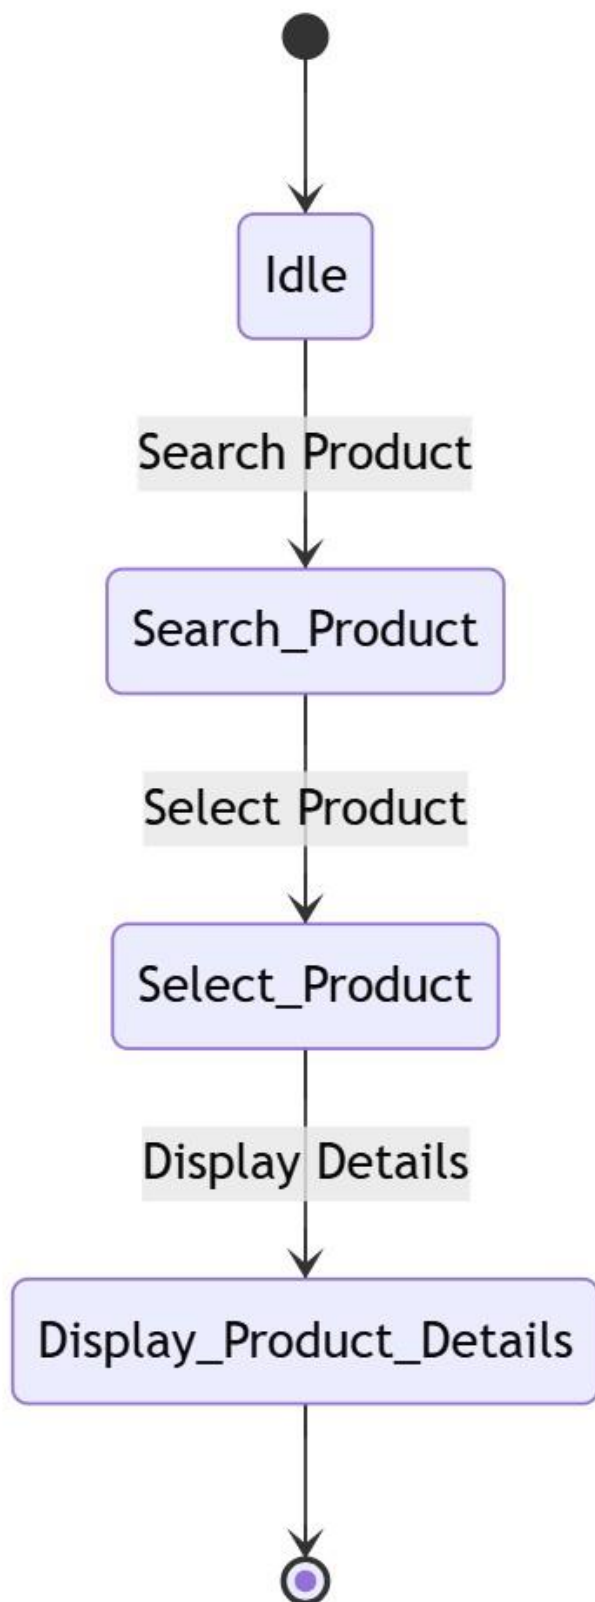 Idle
Search Product
Search_Product
Select Product
Select_Product
Display Details
Display_Product_Details